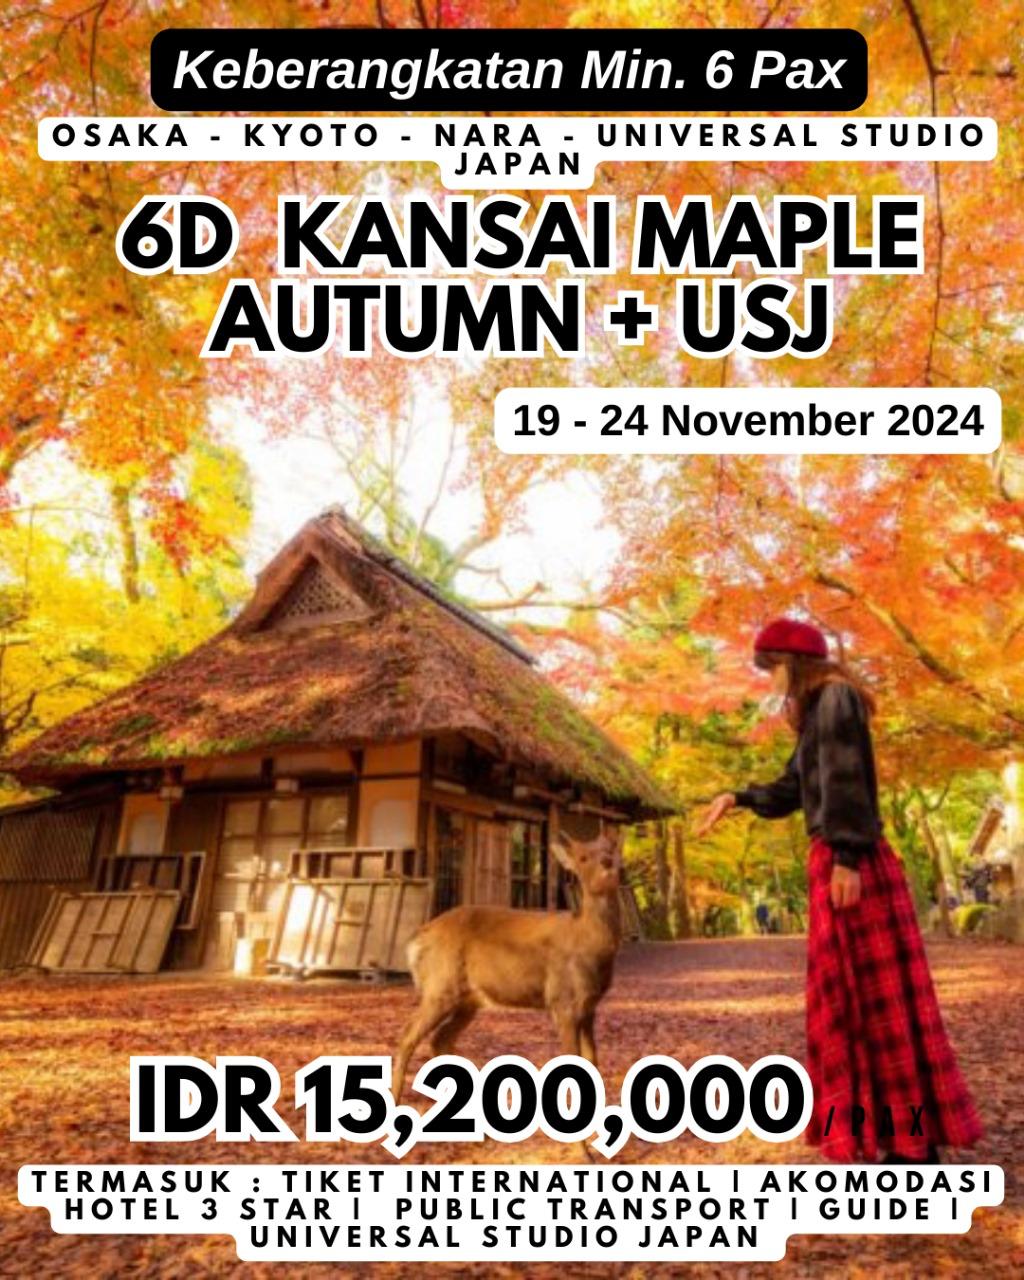 Keberangkatan Min. 6 Pax
OSAKA - KYOTO - NARA - UNIVERSAL STUDIO
JAPAN
6D KANSAI MAPLE
AUTUMN + USJ
19 - 24 November 2024
IDR 15,200,000 / PAX
TERMASUK : TIKET INTERNATIONAL | AKOMODASI
HOTEL 3 STAR | PUBLIC TRANSPORT | GUIDE |
UNIVERSAL STUDIO JAPAN